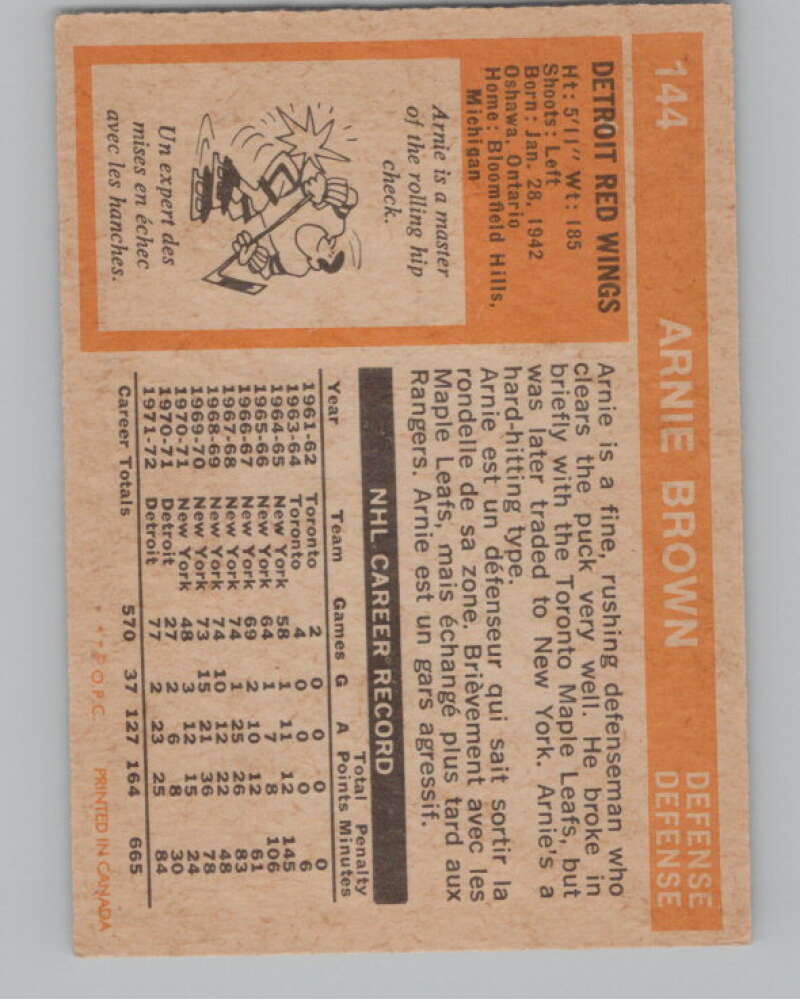 144 ARNIE BROWN DEFENSE
DEFENSE
DETROIT RED WINGS
Ht: 5'11" Wt: 185
Shoots: Left
Born: Jan. 28, 1942
Oshawa, Ontario
Home: Bloomfield Hills,
Michigan
Arnie is a master
of the rolling hip
check.
Un expert des
mises en échec
avec les hanches.
Arnie is a fine, rushing defenseman who
clears the puck very well. He broke in
briefly with the Toronto Maple Leafs, but
was later traded to New York. Arnie's a
hard-hitting type.
Arnie est un défenseur qui sait sortir la
rondelle de sa zone. Brièvement avec les
Maple Leafs, mais échangé plus tard aux
Rangers. Arnie est un gars agressif.
NHL CAREER RECORD
Total Penalty
Year Team Games G A Points Minutes
1961-62 Toronto 2 0 0 0 0
1963-64 Toronto 4 0 0 0 6
1964-65 New York 58 1 11 12 145
1965-66 New York 64 1 7 8 106
1966-67 New York 69 2 10 12 61
1967-68 New York 74 1 25 26 83
1968-69 New York 74 10 12 22 48
1969-70 New York 73 15 21 36 78
1970-71 New York 48 3 12 15 24
1970-71 Detroit 27 2 6 8 30
1971-72 Detroit 77 2 23 25 84
Career Totals 570 37 127 164 665
O.P.C. PRINTED IN CANADA